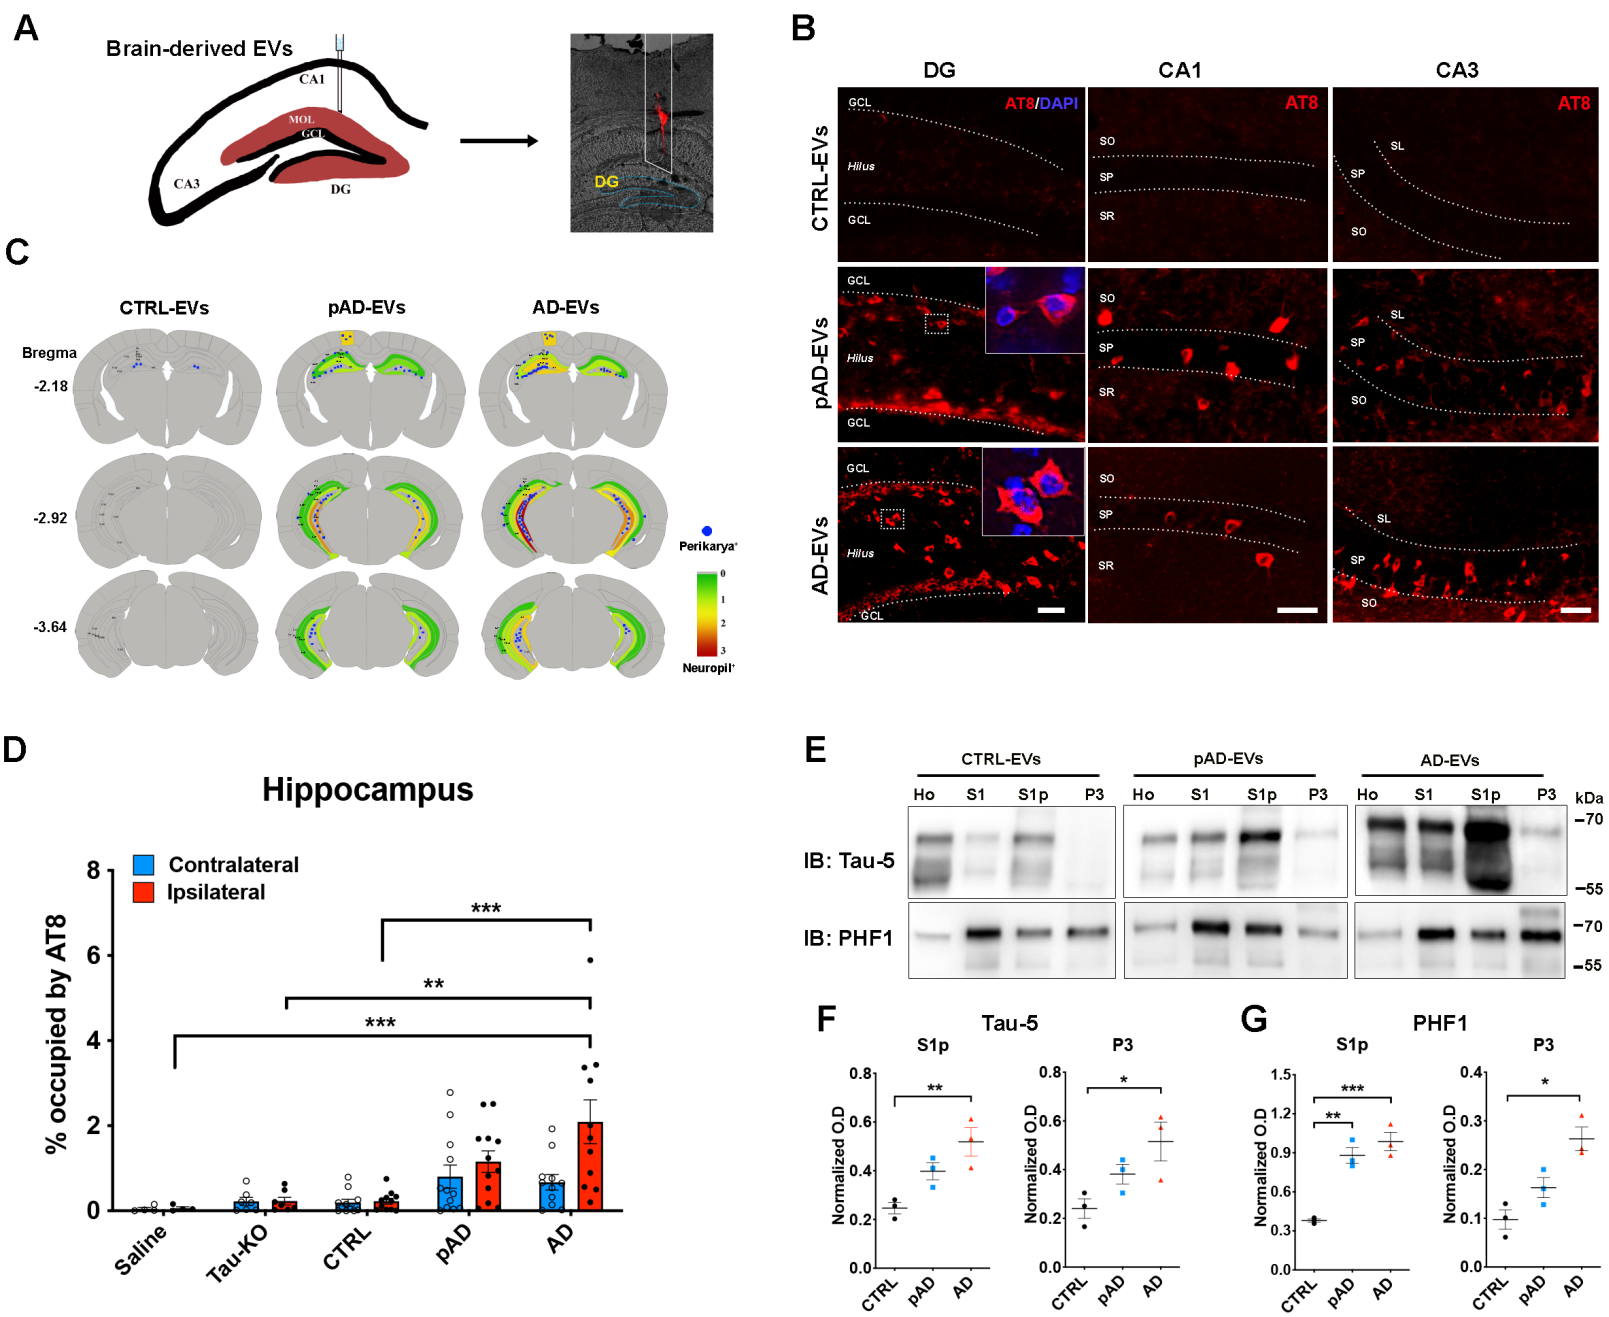 A
Brain-derived EVs
CA1
MOL
GCL
CA3
DG
DG
B
DG
CA1
CA3
CTRL-EVs
GCL
AT8/DAPI
Hilus
GCL
AT8
SO
SP
SR
AT8
SL
SP
SO
pAD-EVs
GCL
Hilus
GCL
SO
SP
SR
SL
SP
SO
AD-EVs
GCL
Hilus
GCL
SO
SP
SR
SL
SP
SO
C
CTRL-EVs
pAD-EVs
AD-EVs
Bregma
-2.18
-2.92
-3.64
Perikarya+
0
1
2
3
Neuropil+
D
Hippocampus
Contralateral
Ipsilateral
% occupied by AT8
8
6
4
2
0
***
**
***
Saline
Tau-KO
CTRL
pAD
AD
E
CTRL-EVs
pAD-EVs
AD-EVs
Ho S1 S1p P3
Ho S1 S1p P3
Ho S1 S1p P3
kDa
IB: Tau-5
–70
–55
IB: PHF1
–70
–55
F
Tau-5
S1p
Normalized O.D
0.8
0.6
0.4
0.2
0.0
**
CTRL
pAD
AD
P3
Normalized O.D
0.8
0.6
0.4
0.2
0.0
*
CTRL
pAD
AD
G
PHF1
S1p
Normalized O.D
1.5
1.2
0.9
0.6
0.3
0.0
***
**
CTRL
pAD
AD
P3
Normalized O.D
0.4
0.3
0.2
0.1
0.0
*
CTRL
pAD
AD